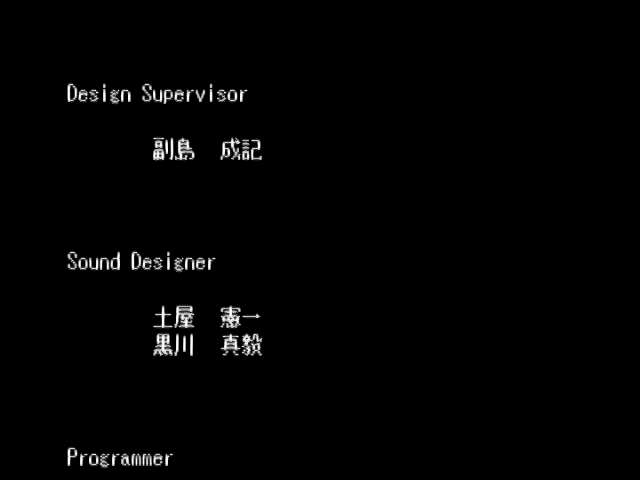 Design Supervisor
副島　成記
Sound Designer
土屋　憲一
黒川　真毅
Programmer